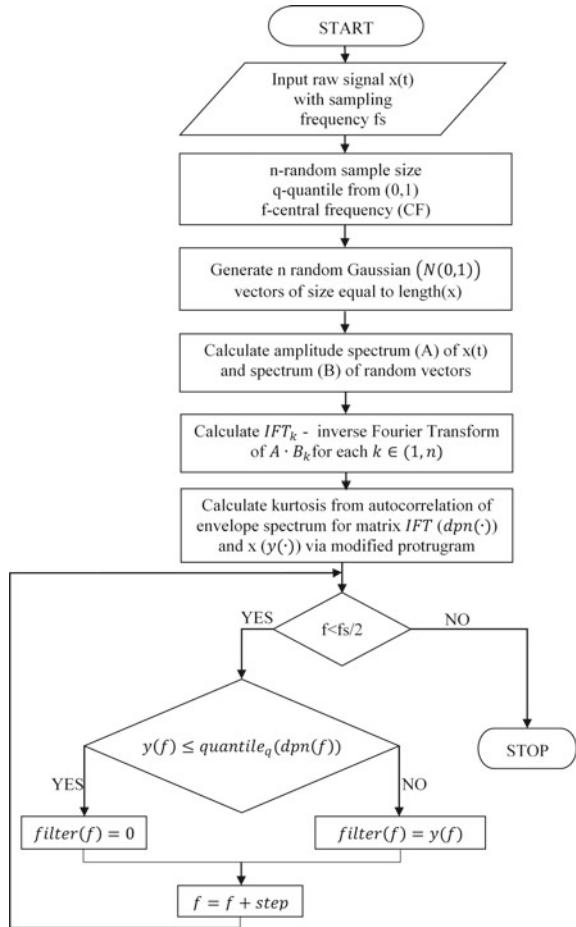 START
Input raw signal x(t)
with sampling
frequency fs
n-random sample size
q-quantile from (0,1)
f-central frequency (CF)
Generate n random Gaussian (N(0,1))
vectors of size equal to length(x)
Calculate amplitude spectrum (A) of x(t)
and spectrum (B) of random vectors
Calculate IFTₖ - inverse Fourier Transform
of A · Bₖ for each k ∈ (1, n)
Calculate kurtosis from autocorrelation of
envelope spectrum for matrix IFT (dpn(·))
and x (y(·)) via modified protrugram
YES
f<fs/2
NO
y(f) ≤ quantile_q(dpn(f))
STOP
YES
NO
filter(f) = 0
filter(f) = y(f)
f = f + step